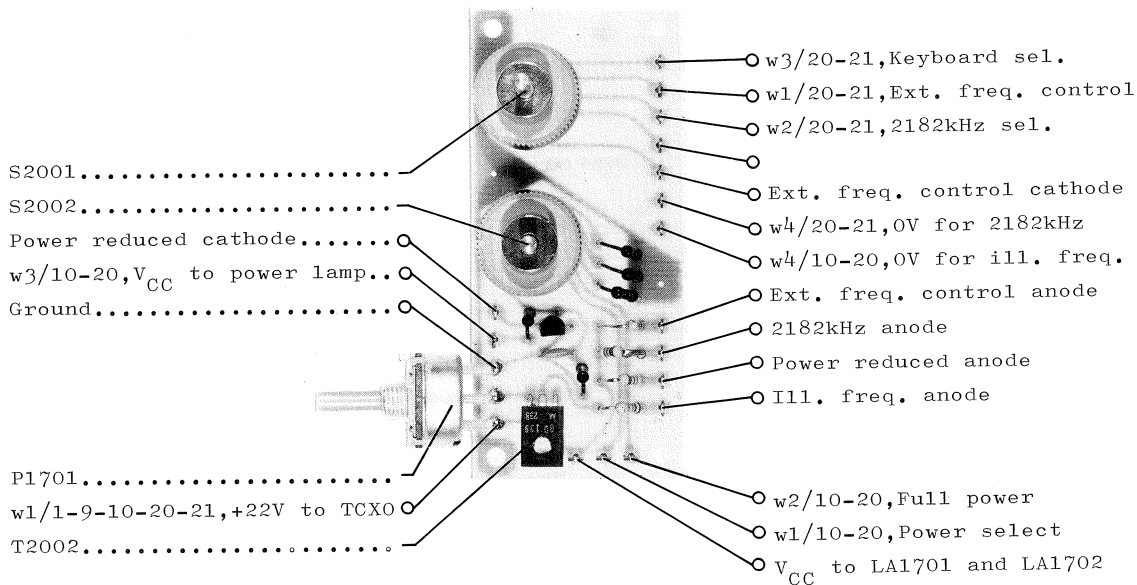 w3/20-21,Keyboard sel.
w1/20-21,Ext. freq. control
w2/20-21,2182kHz sel.
S2001
S2002
Power reduced cathode
w3/10-20,VCC to power lamp
Ground
Ext. freq. control cathode
w4/20-21,0V for 2182kHz
w4/10-20,0V for ill. freq.
Ext. freq. control anode
2182kHz anode
Power reduced anode
Ill. freq. anode
BD 139
P1701
w1/1-9-10-20-21,+22V to TCXO
T2002
w2/10-20,Full power
w1/10-20,Power select
VCC to LA1701 and LA1702